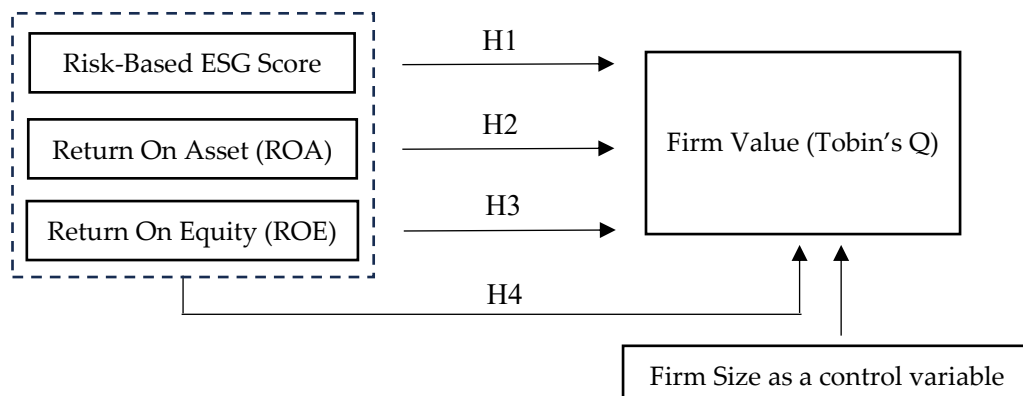 Risk-Based ESG Score
H1
Return On Asset (ROA)
H2
Firm Value (Tobin’s Q)
Return On Equity (ROE)
H3
H4
Firm Size as a control variable